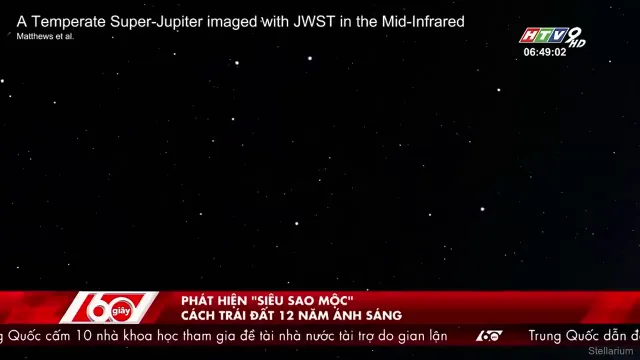 A Temperate Super-Jupiter imaged with JWST in the Mid-Infrared
Matthews et al.
HTV9 HD
06:49:02
60 giây
PHÁT HIỆN "SIÊU SAO MỘC"
CÁCH TRÁI ĐẤT 12 NĂM ÁNH SÁNG
g Quốc cấm 10 nhà khoa học tham gia đề tài nhà nước tài trợ do gian lận 60 Trung Quốc dẫn đ
Stellarium